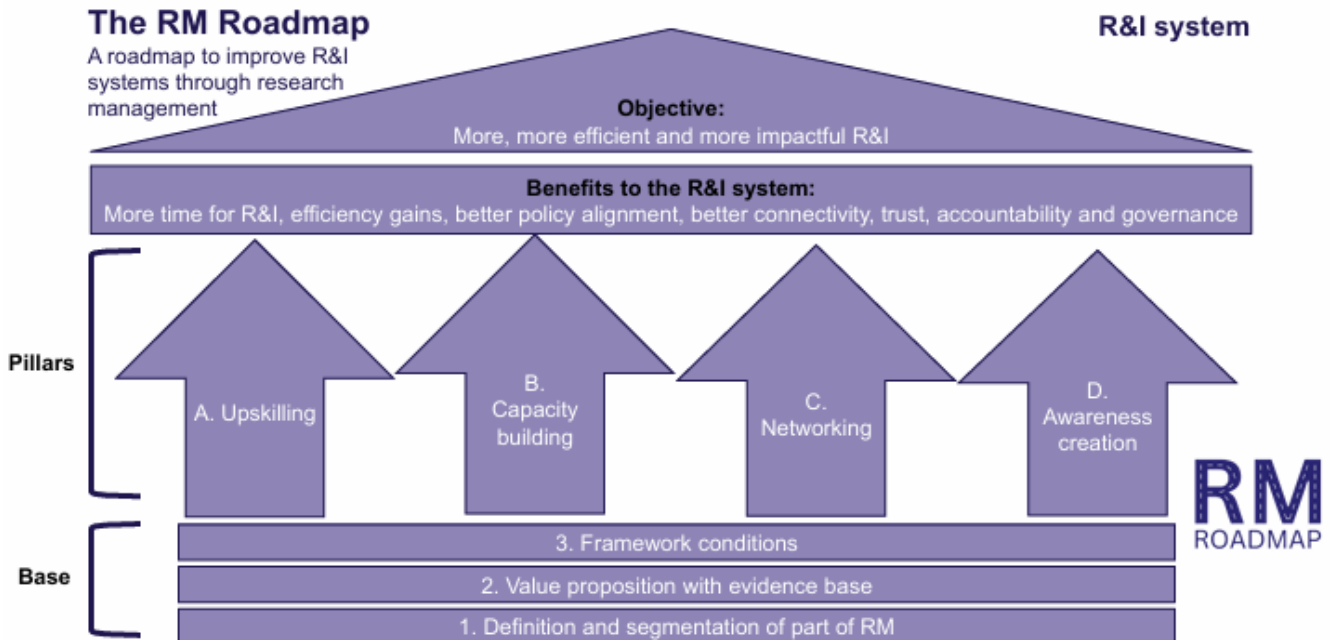 The RM Roadmap
A roadmap to improve R&I
systems through research
management
R&I system
Objective:
More, more efficient and more impactful R&I
Benefits to the R&I system:
More time for R&I, efficiency gains, better policy alignment, better connectivity, trust, accountability and governance
Pillars
A. Upskilling
B.
Capacity
building
C.
Networking
D.
Awareness
creation
RM
ROADMAP
Base
3. Framework conditions
2. Value proposition with evidence base
1. Definition and segmentation of part of RM